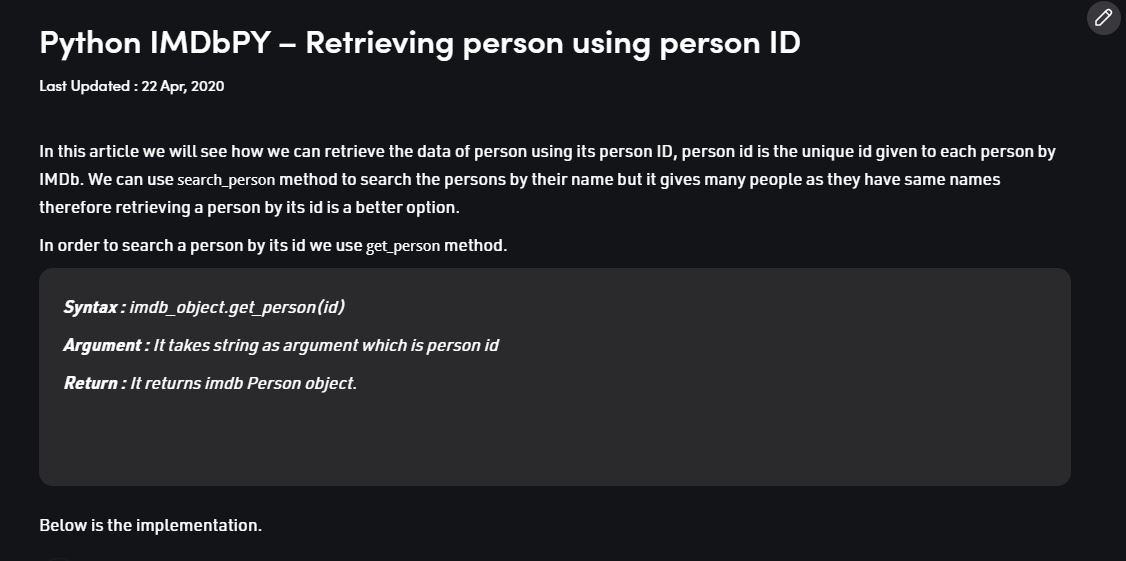 Python IMDbPY – Retrieving person using person ID
Last Updated : 22 Apr, 2020
In this article we will see how we can retrieve the data of person using its person ID, person id is the unique id given to each person by
IMDb. We can use search_person method to search the persons by their name but it gives many people as they have same names
therefore retrieving a person by its id is a better option.
In order to search a person by its id we use get_person method.
Syntax : imdb_object.get_person(id)
Argument : It takes string as argument which is person id
Return : It returns imdb Person object.
Below is the implementation.